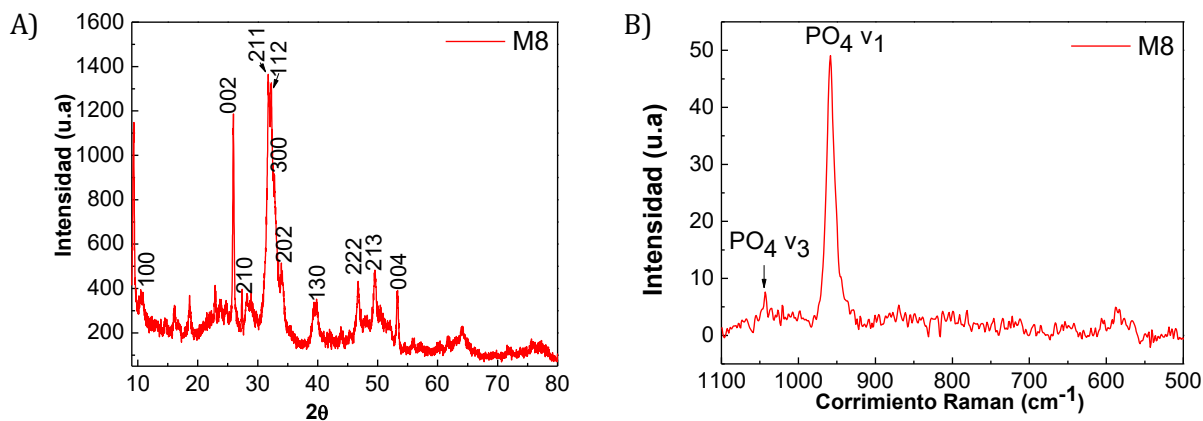 A)
Intensidad (u.a)
1600
1400
1200
1000
800
600
400
200
10 20 30 40 50 60 70 80
2θ
M8
100
002
210
211
112
300
202
130
222
213
004
B)
Intensidad (u.a)
50
40
30
20
10
0
1100 1000 900 800 700 600 500
Corrimiento Raman (cm⁻¹)
M8
PO₄ v₁
PO₄ v₃